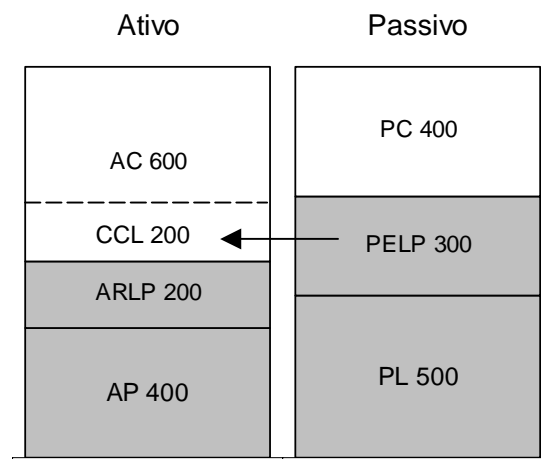 Ativo
Passivo
AC 600
CCL 200
ARLP 200
AP 400
PC 400
PELP 300
PL 500